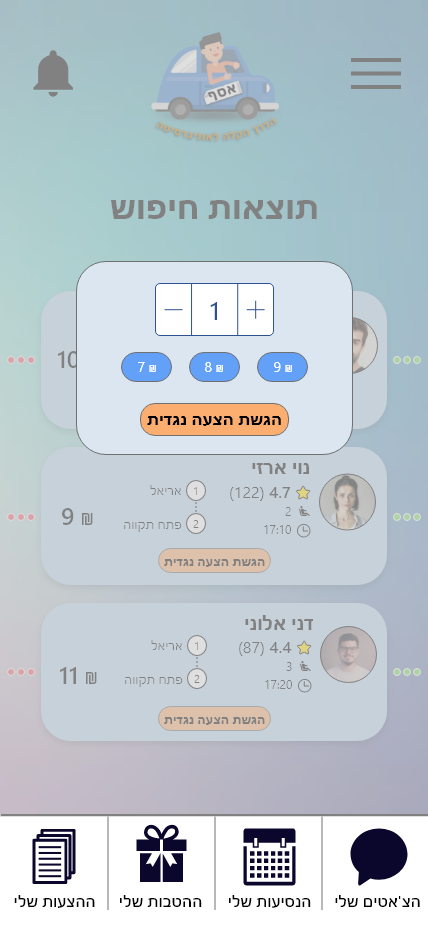 אסף
הדרך הקלה לאוניברסיטה
תוצאות חיפוש
1
9 ₪
8 ₪
7 ₪
10
הגשת הצעה נגדית
נוי ארזי
4.7 (122)
2
17:10
1 אריאל
2 פתח תקווה
9 ₪
הגשת הצעה נגדית
דני אלוני
4.4 (87)
3
17:20
1 אריאל
2 פתח תקווה
11 ₪
הגשת הצעה נגדית
הצ'אטים שלי
הנסיעות שלי
ההטבות שלי
ההצעות שלי